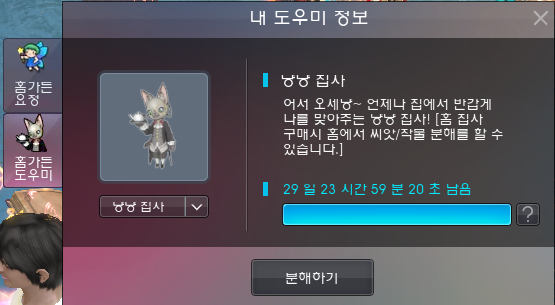 내 도우미 정보
홈가든
요정
홈가든
도우미
냥냥 집사
어서 오세냥~ 언제나 집에서 반갑게
나를 맞아주는 냥냥 집사! [홈 집사
구매시 홈에서 씨앗/작물 분해를 할 수
있습니다.]
냥냥 집사
29 일 23 시간 59 분 20 초 남음
?
분해하기